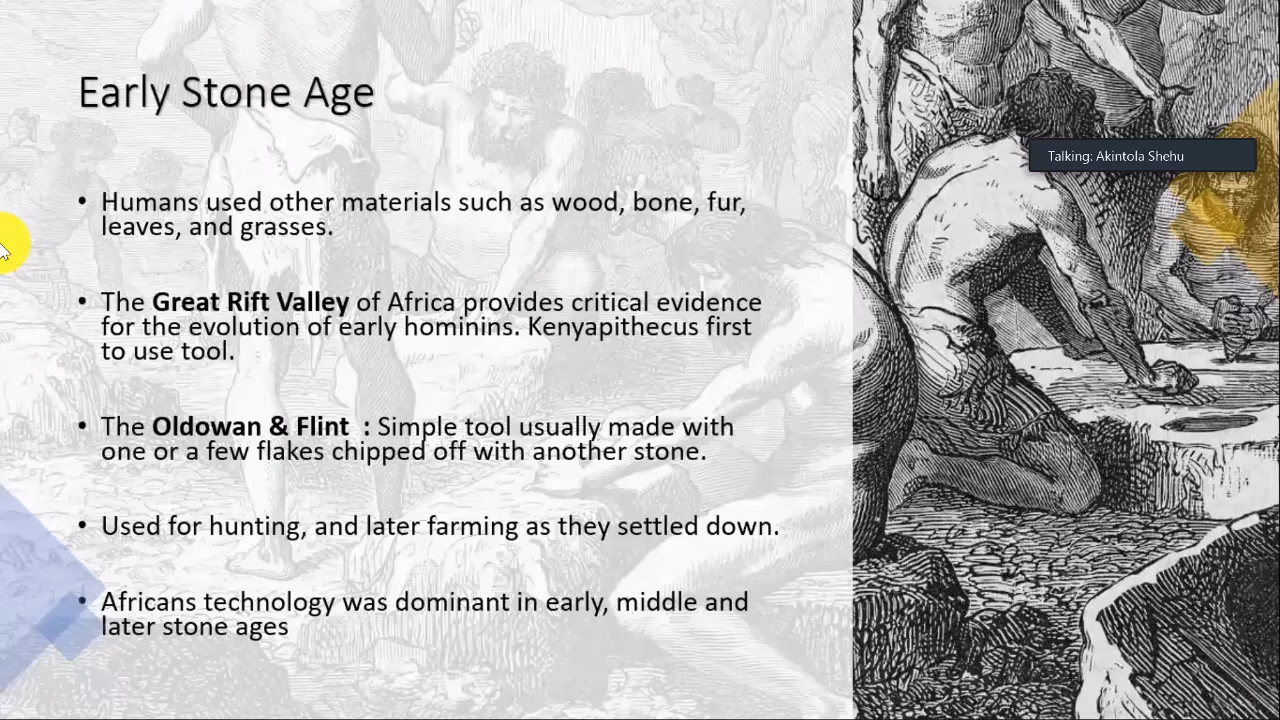 Early Stone Age
Talking: Akintola Shehu
• Humans used other materials such as wood, bone, fur,
leaves, and grasses.
• The Great Rift Valley of Africa provides critical evidence
for the evolution of early hominins. Kenyapithecus first
to use tool.
• The Oldowan & Flint : Simple tool usually made with
one or a few flakes chipped off with another stone.
• Used for hunting, and later farming as they settled down.
• Africans technology was dominant in early, middle and
later stone ages